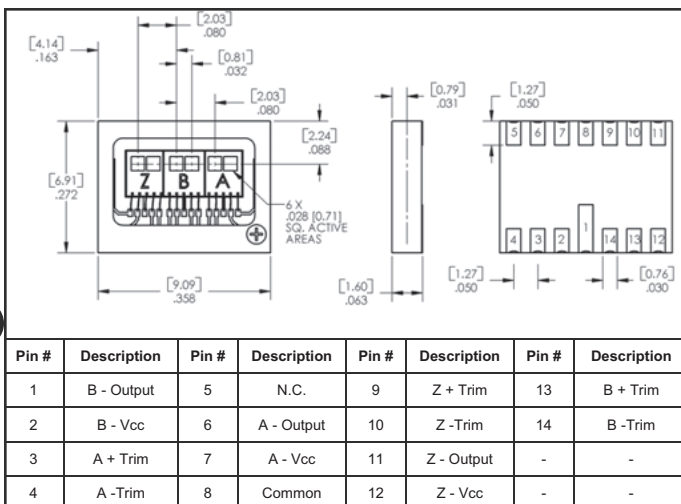 [2.03]
.080
[4.14]
.163
[0.81]
.032
[2.03]
.080
[0.79]
.031
[1.27]
.050
[2.24]
.088
5 6 7 8 9 10 11
[6.91]
.272
Z B A
6 X
.028 [0.71]
SQ. ACTIVE
AREAS
4 3 2 1 14 13 12
[9.09]
.358
[1.60]
.063
[1.27]
.050
[0.76]
.030
Pin # Description Pin # Description Pin # Description Pin # Description
1 B - Output 5 N.C. 9 Z + Trim 13 B + Trim
2 B - Vcc 6 A - Output 10 Z -Trim 14 B -Trim
3 A + Trim 7 A - Vcc 11 Z - Output - -
4 A -Trim 8 Common 12 Z - Vcc - -